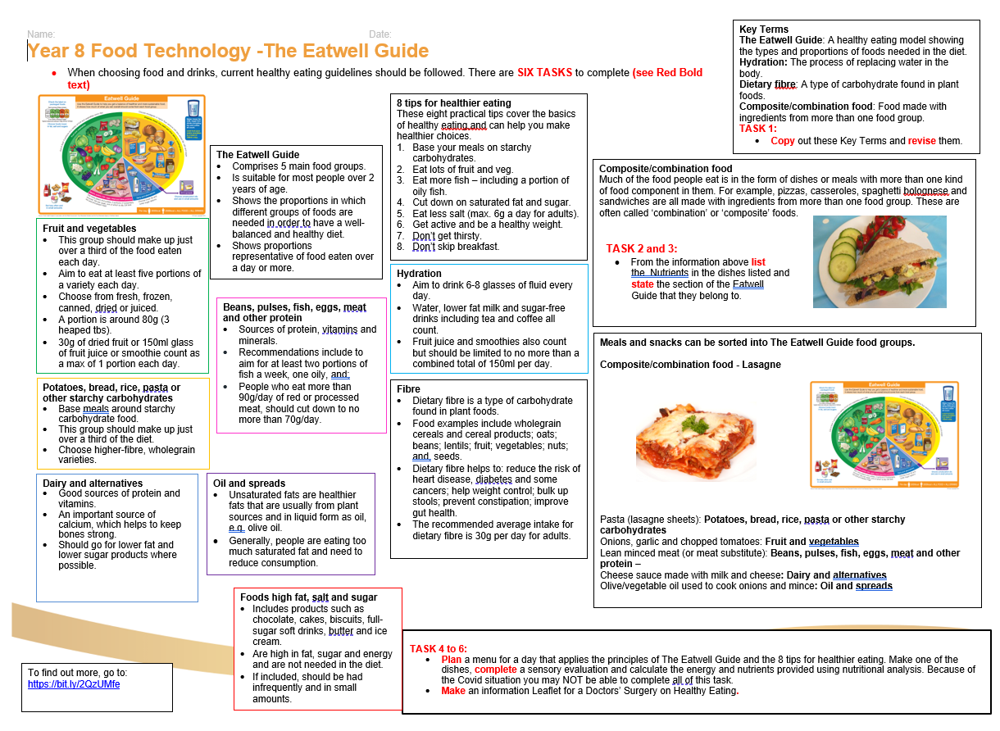 Name:
Date:
Year 8 Food Technology -The Eatwell Guide
• When choosing food and drinks, current healthy eating guidelines should be followed. There are SIX TASKS to complete (see Red Bold
text)
Key Terms
The Eatwell Guide: A healthy eating model showing
the types and proportions of foods needed in the diet.
Hydration: The process of replacing water in the
body.
Dietary fibre: A type of carbohydrate found in plant
foods.
Composite/combination food: Food made with
ingredients from more than one food group.
TASK 1:
• Copy out these Key Terms and revise them.
Eatwell Guide
The Eatwell Guide
• Comprises 5 main food groups.
• Is suitable for most people over 2
years of age.
• Shows the proportions in which
different groups of foods are
needed in order to have a well-
balanced and healthy diet.
• Shows proportions
representative of food eaten over
a day or more.
8 tips for healthier eating
These eight practical tips cover the basics
of healthy eating and can help you make
healthier choices.
1. Base your meals on starchy
carbohydrates.
2. Eat lots of fruit and veg.
3. Eat more fish – including a portion of
oily fish.
4. Cut down on saturated fat and sugar.
5. Eat less salt (max. 6g a day for adults).
6. Get active and be a healthy weight.
7. Don't get thirsty.
8. Don't skip breakfast.
Composite/combination food
Much of the food people eat is in the form of dishes or meals with more than one kind
of food component in them. For example, pizzas, casseroles, spaghetti bolognese and
sandwiches are all made with ingredients from more than one food group. These are
often called ‘combination’ or ‘composite’ foods.
TASK 2 and 3:
• From the information above list
the Nutrients in the dishes listed and
state the section of the Eatwell
Guide that they belong to.
Fruit and vegetables
• This group should make up just
over a third of the food eaten
each day.
• Aim to eat at least five portions of
a variety each day.
• Choose from fresh, frozen,
canned, dried or juiced.
• A portion is around 80g (3
heaped tbs).
• 30g of dried fruit or 150ml glass
of fruit juice or smoothie count as
a max of 1 portion each day.
Beans, pulses, fish, eggs, meat
and other protein
• Sources of protein, vitamins and
minerals.
• Recommendations include to
aim for at least two portions of
fish a week, one oily, and;
• People who eat more than
90g/day of red or processed
meat, should cut down to no
more than 70g/day.
Hydration
• Aim to drink 6-8 glasses of fluid every
day.
• Water, lower fat milk and sugar-free
drinks including tea and coffee all
count.
• Fruit juice and smoothies also count
but should be limited to no more than a
combined total of 150ml per day.
Potatoes, bread, rice, pasta or
other starchy carbohydrates
• Base meals around starchy
carbohydrate food.
• This group should make up just
over a third of the diet.
• Choose higher-fibre, wholegrain
varieties.
Fibre
• Dietary fibre is a type of carbohydrate
found in plant foods.
• Food examples include wholegrain
cereals and cereal products; oats;
beans; lentils; fruit; vegetables; nuts;
and, seeds.
• Dietary fibre helps to: reduce the risk of
heart disease, diabetes and some
cancers; help weight control; bulk up
stools; prevent constipation; improve
gut health.
• The recommended average intake for
dietary fibre is 30g per day for adults.
Dairy and alternatives
• Good sources of protein and
vitamins.
• An important source of
calcium, which helps to keep
bones strong.
• Should go for lower fat and
lower sugar products where
possible.
Oil and spreads
• Unsaturated fats are healthier
fats that are usually from plant
sources and in liquid form as oil,
e.g. olive oil.
• Generally, people are eating too
much saturated fat and need to
reduce consumption.
Meals and snacks can be sorted into The Eatwell Guide food groups.
Composite/combination food - Lasagne
Eatwell Guide
Pasta (lasagne sheets): Potatoes, bread, rice, pasta or other starchy
carbohydrates
Onions, garlic and chopped tomatoes: Fruit and vegetables
Lean minced meat (or meat substitute): Beans, pulses, fish, eggs, meat and other
protein –
Cheese sauce made with milk and cheese: Dairy and alternatives
Olive/vegetable oil used to cook onions and mince: Oil and spreads
Foods high fat, salt and sugar
• Includes products such as
chocolate, cakes, biscuits, full-
sugar soft drinks, butter and ice
cream.
• Are high in fat, sugar and energy
and are not needed in the diet.
• If included, should be had
infrequently and in small
amounts.
To find out more, go to:
https://bit.ly/2QzUMfe
TASK 4 to 6:
• Plan a menu for a day that applies the principles of The Eatwell Guide and the 8 tips for healthier eating. Make one of the
dishes, complete a sensory evaluation and calculate the energy and nutrients provided using nutritional analysis. Because of
the Covid situation you may NOT be able to complete all of this task.
• Make an information Leaflet for a Doctors’ Surgery on Healthy Eating.